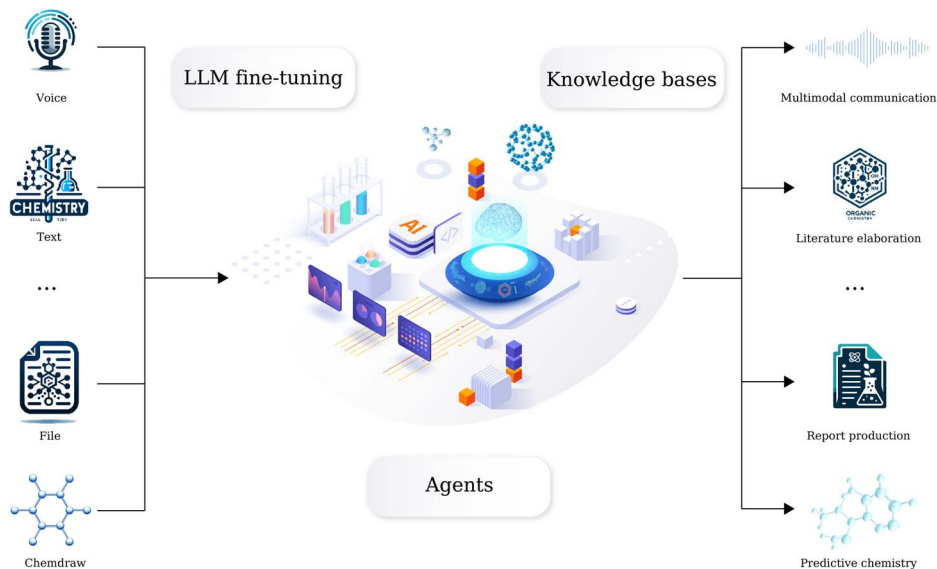 Voice
LLM fine-tuning
Knowledge bases
Multimodal communication
CHEMISTRY
Text
AI
</>
OH
ORGANIC
CHEMISTRY
Literature elaboration
...
...
File
Report production
Agents
Chemdraw
Predictive chemistry